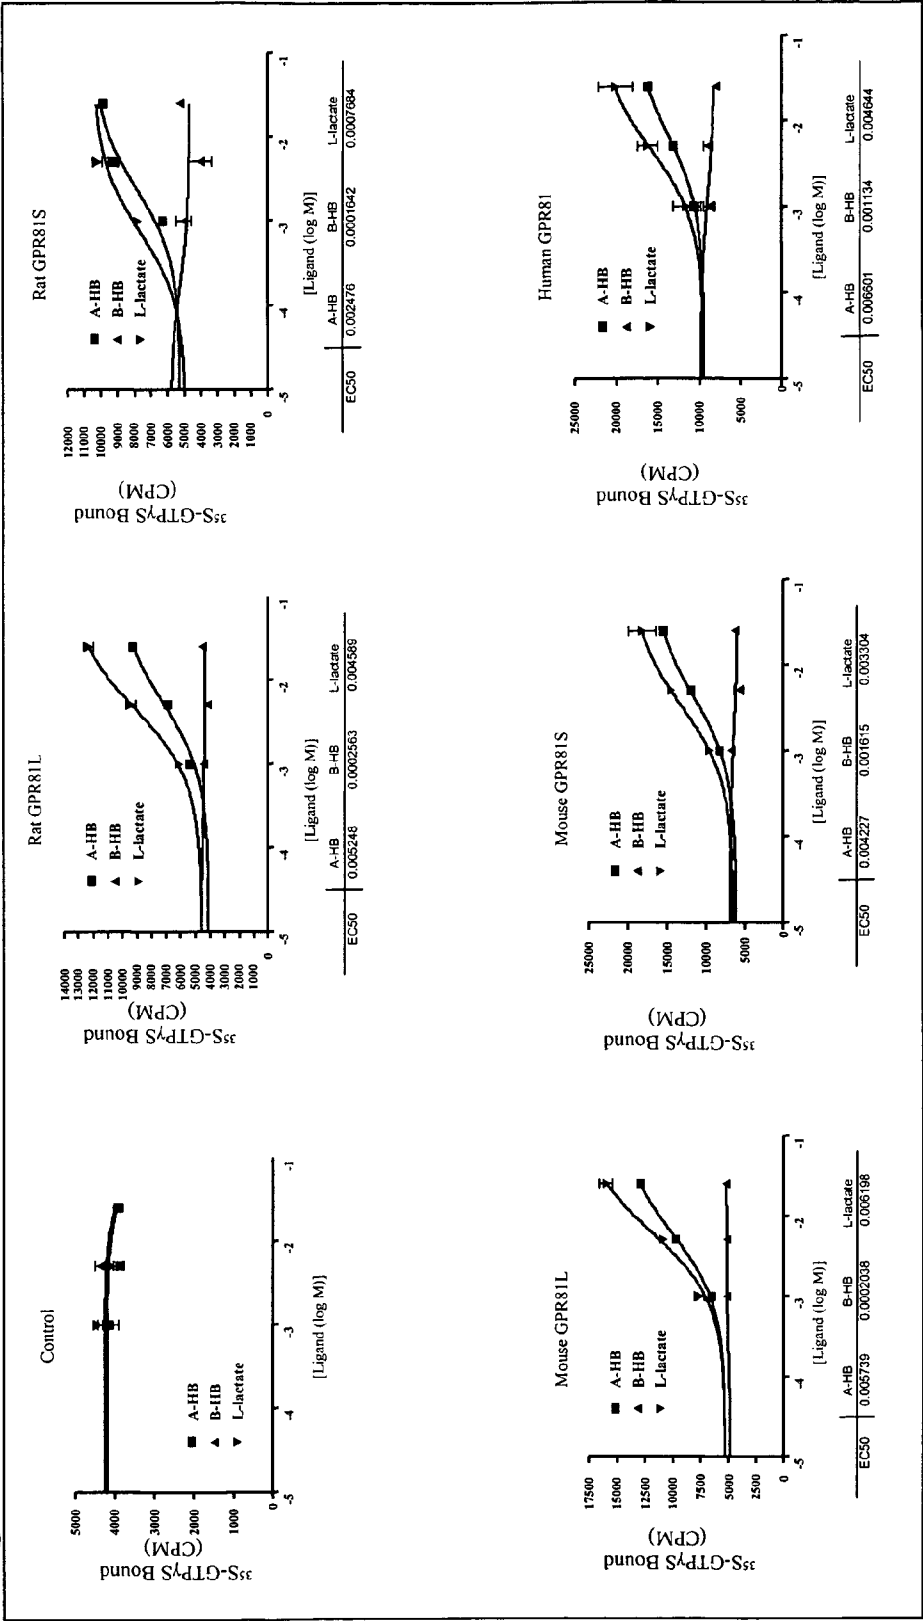 Control
5000
4000
3000
2000
1000
0
³⁵S-GTPγS Bound
(CPM)
A-HB
B-HB
L-lactate
-5 -4 -3 -2 -1
[Ligand (log M)]
Rat GPR81L
14000
13000
12000
11000
10000
9000
8000
7000
6000
5000
4000
3000
2000
1000
0
³⁵S-GTPγS Bound
(CPM)
A-HB
B-HB
L-lactate
-5 -4 -3 -2 -1
[Ligand (log M)]
A-HB B-HB L-lactate
EC50 0.005248 0.0002563 0.004589
Rat GPR81S
12000
11000
10000
9000
8000
7000
6000
5000
4000
3000
2000
1000
0
³⁵S-GTPγS Bound
(CPM)
A-HB
B-HB
L-lactate
-5 -4 -3 -2 -1
[Ligand (log M)]
A-HB B-HB L-lactate
EC50 0.002476 0.0001642 0.0007684
Mouse GPR81L
17500
15000
12500
10000
7500
5000
2500
0
³⁵S-GTPγS Bound
(CPM)
A-HB
B-HB
L-lactate
-5 -4 -3 -2 -1
[Ligand (log M)]
A-HB B-HB L-lactate
EC50 0.005739 0.0002038 0.006198
Mouse GPR81S
25000
20000
15000
10000
5000
0
³⁵S-GTPγS Bound
(CPM)
A-HB
B-HB
L-lactate
-5 -4 -3 -2 -1
[Ligand (log M)]
A-HB B-HB L-lactate
EC50 0.004227 0.001615 0.003304
Human GPR81
25000
20000
15000
10000
5000
0
³⁵S-GTPγS Bound
(CPM)
A-HB
B-HB
L-lactate
-5 -4 -3 -2 -1
[Ligand (log M)]
A-HB B-HB L-lactate
EC50 0.006601 0.001134 0.004644